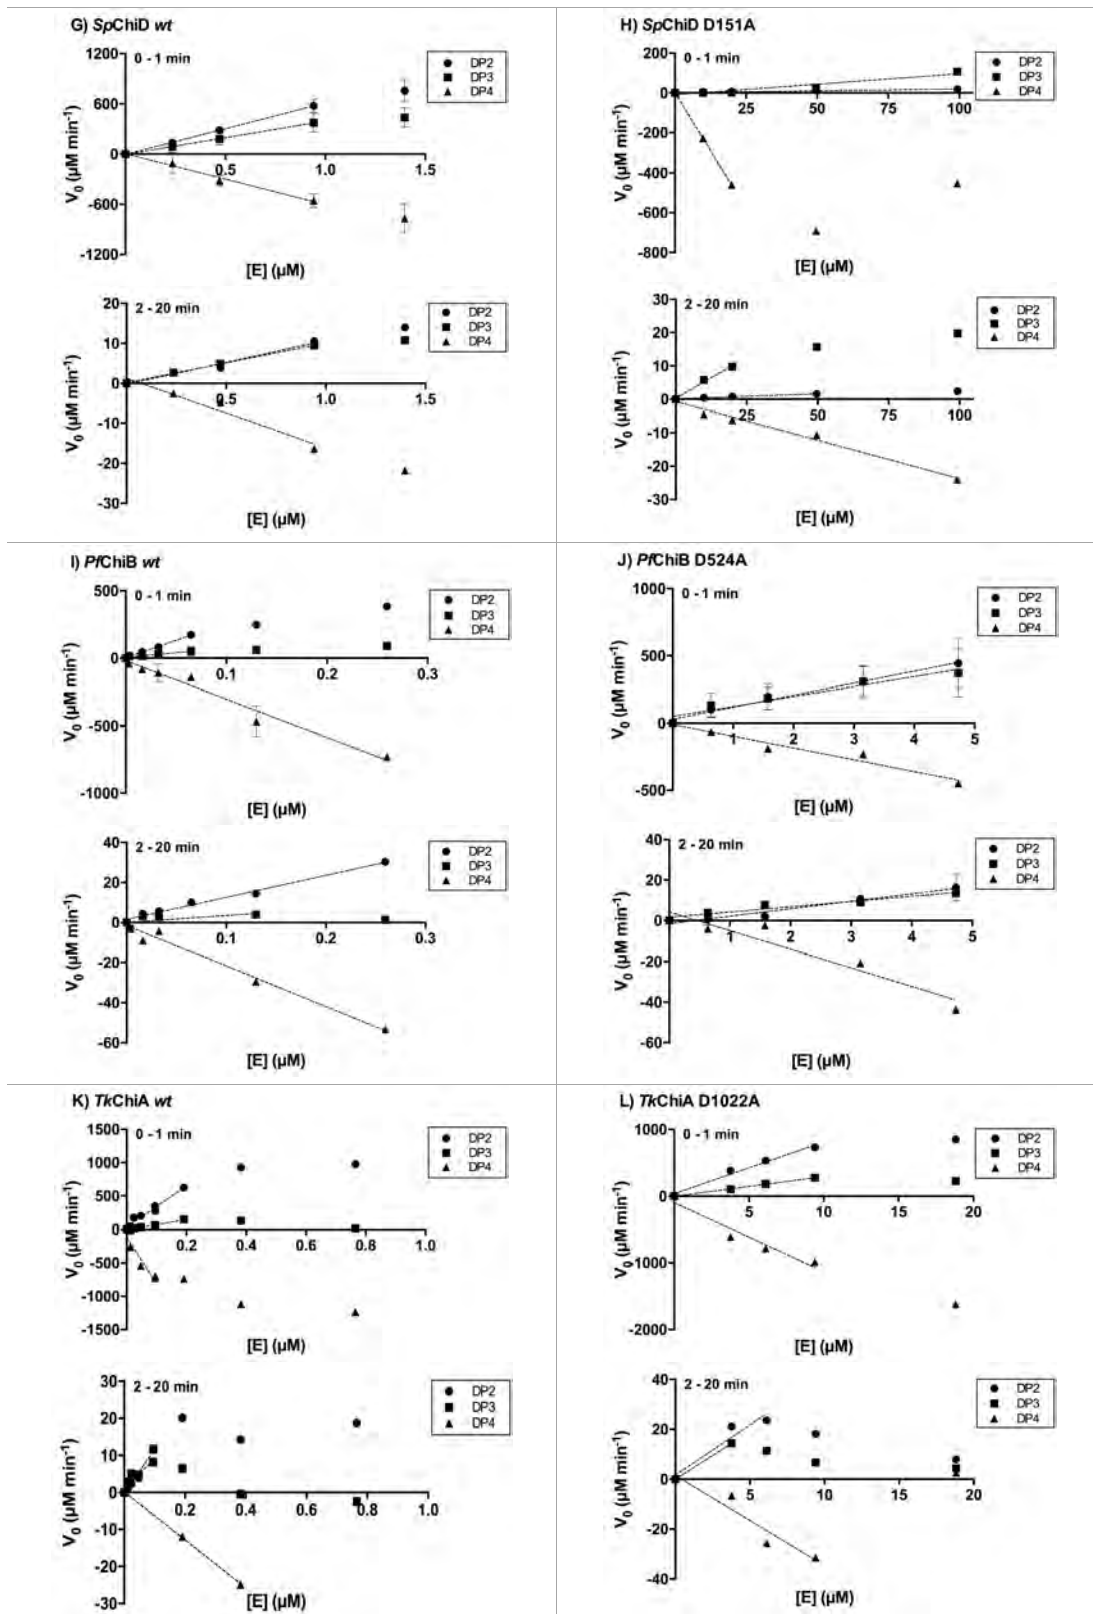 G) SpChiD wt
0 - 1 min
DP2
DP3
DP4
1200
600
0
-600
-1200
0.5
1.0
1.5
V0 (µM min-1)
[E] (µM)
2 - 20 min
DP2
DP3
DP4
20
10
0
-10
-20
-30
0.5
1.0
1.5
V0 (µM min-1)
[E] (µM)
H) SpChiD D151A
0 - 1 min
DP2
DP3
DP4
200
0
-200
-400
-600
-800
25
50
75
100
V0 (µM min-1)
[E] (µM)
2 - 20 min
DP2
DP3
DP4
30
20
10
0
-10
-20
-30
25
50
75
100
V0 (µM min-1)
[E] (µM)
I) PfChiB wt
0 - 1 min
DP2
DP3
DP4
500
0
-500
-1000
0.1
0.2
0.3
V0 (µM min-1)
[E] (µM)
2 - 20 min
DP2
DP3
DP4
40
20
0
-20
-40
-60
0.1
0.2
0.3
V0 (µM min-1)
[E] (µM)
J) PfChiB D524A
0 - 1 min
DP2
DP3
DP4
1000
500
0
-500
1
2
3
4
5
V0 (µM min-1)
[E] (µM)
2 - 20 min
DP2
DP3
DP4
40
20
0
-20
-40
-60
1
2
3
4
5
V0 (µM min-1)
[E] (µM)
K) TkChiA wt
0 - 1 min
DP2
DP3
DP4
1500
1000
500
0
-500
-1000
-1500
0.2
0.4
0.6
0.8
1.0
V0 (µM min-1)
[E] (µM)
2 - 20 min
DP2
DP3
DP4
30
20
10
0
-10
-20
-30
0.2
0.4
0.6
0.8
1.0
V0 (µM min-1)
[E] (µM)
L) TkChiA D1022A
0 - 1 min
DP2
DP3
DP4
1000
0
-1000
-2000
5
10
15
20
V0 (µM min-1)
[E] (µM)
2 - 20 min
DP2
DP3
DP4
40
20
0
-20
-40
5
10
15
20
V0 (µM min-1)
[E] (µM)